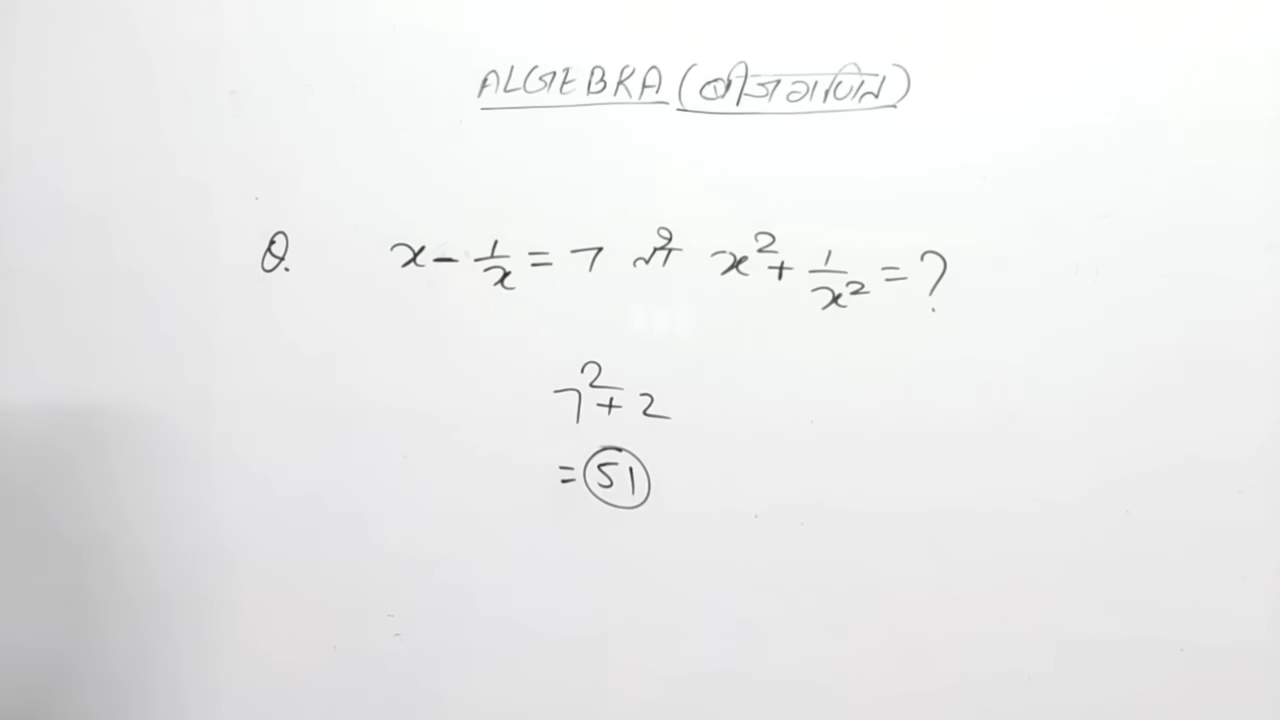 ALGEBRA (बीजगणित)
Q. x - 1/x = 7 तो x² + 1/x² = ?
7² + 2
= 51